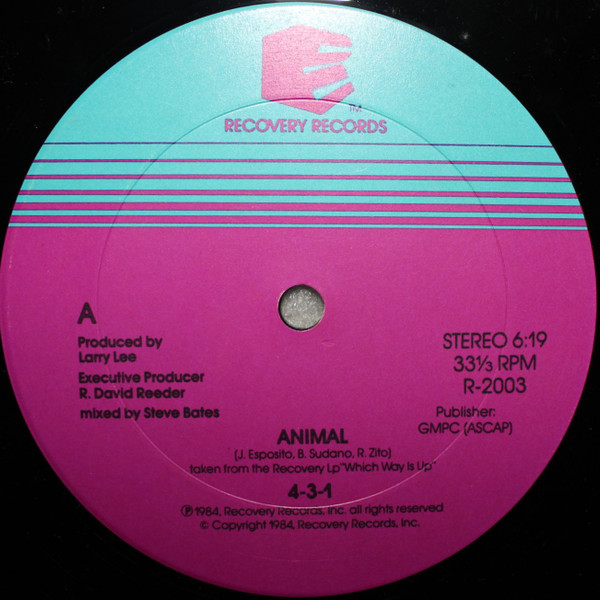 TM
RECOVERY RECORDS
A
Produced by
Larry Lee
Executive Producer
R. David Reeder
mixed by Steve Bates
STEREO 6:19
33⅓ RPM
R-2003
Publisher:
GMPC (ASCAP)
ANIMAL
(J. Esposito, B. Sudano, R. Zito)
taken from the Recovery Lp "Which Way Is Up"
4-3-1
℗ 1984, Recovery Records, Inc. all rights reserved
© Copyright 1984, Recovery Records, Inc.